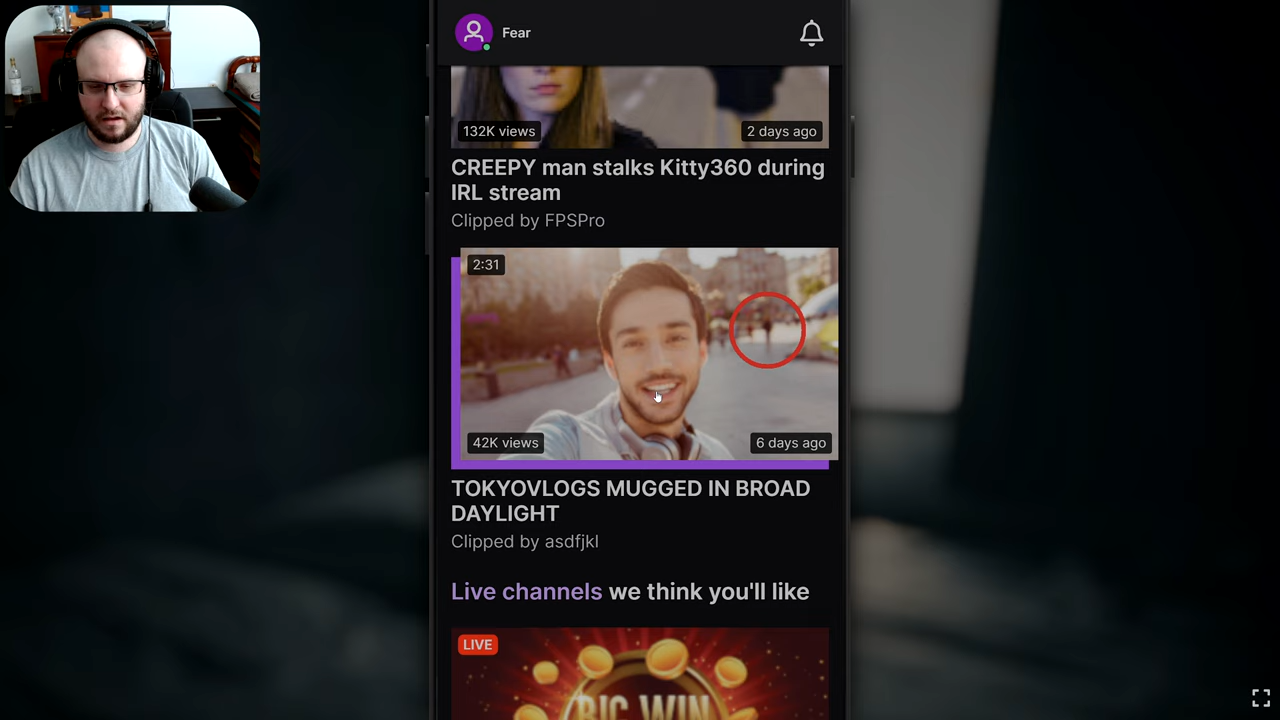 Fear
132K views
2 days ago
CREEPY man stalks Kitty360 during
IRL stream
Clipped by FPSPro
2:31
42K views
6 days ago
TOKYOVLOGS MUGGED IN BROAD
DAYLIGHT
Clipped by asdfjkl
Live channels we think you'll like
LIVE
BIG WIN